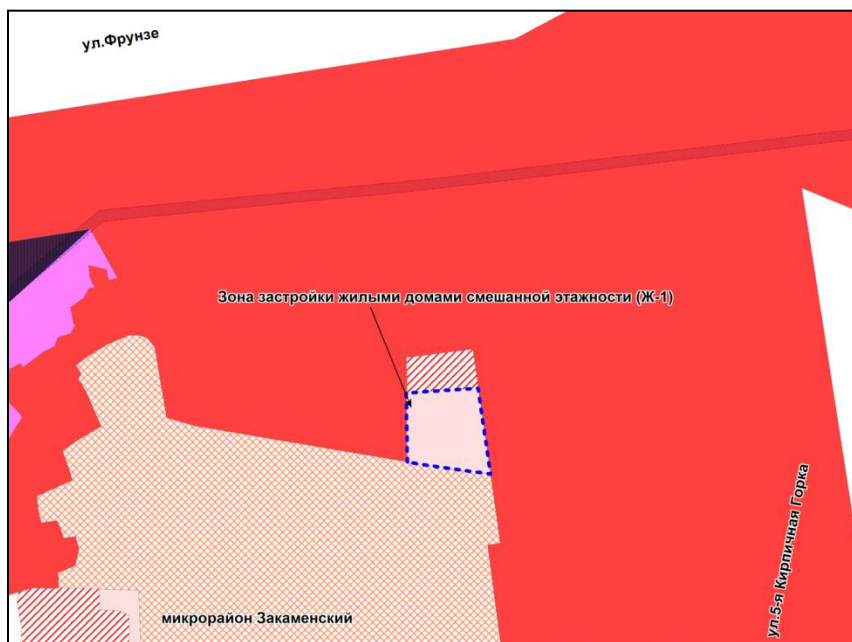 ул.Фрунзе
Зона застройки жилыми домами смешанной этажности (Ж-1)
ул.5-я Кирпичная Горка
микрорайон Закаменский